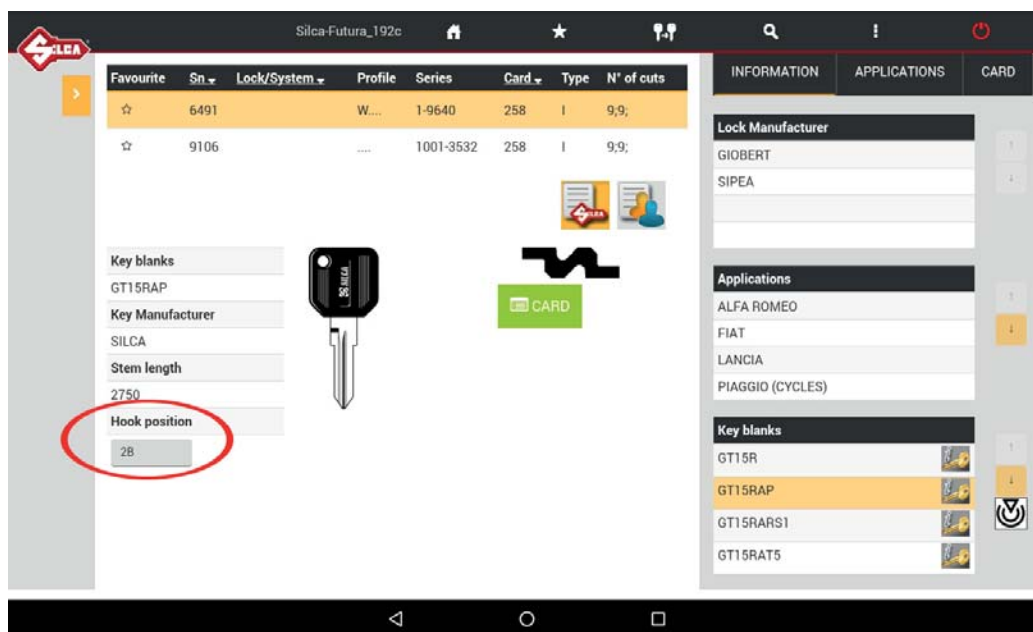 SILCA
Silca-Futura_192c
Favourite Sn Lock/System Profile Series Card Type N° of cuts
6491 W.... 1-9640 258 I 9;9;
9106 .... 1001-3532 258 I 9;9;
SILCA
Key blanks
GT15RAP
Key Manufacturer
SILCA
Stem length
2750
Hook position
2B
SILCA
CARD
INFORMATION APPLICATIONS CARD
Lock Manufacturer
GIOBERT
SIPEA
Applications
ALFA ROMEO
FIAT
LANCIA
PIAGGIO (CYCLES)
Key blanks
GT15R
GT15RAP
GT15RARS1
GT15RAT5